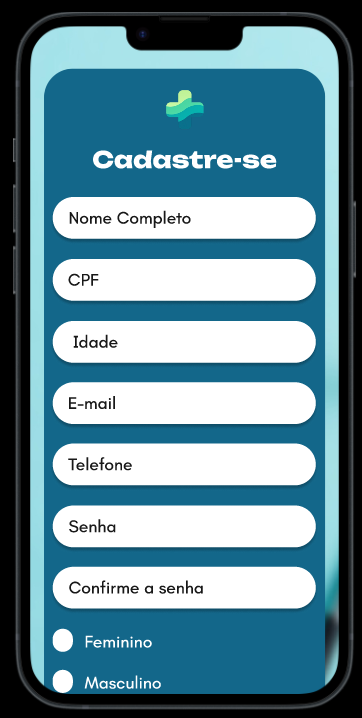 Cadastre-se
Nome Completo
CPF
Idade
E-mail
Telefone
Senha
Confirme a senha
Feminino
Masculino